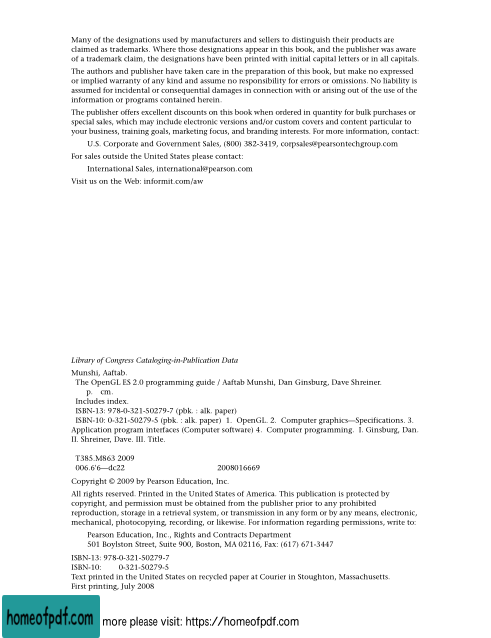 Many of the designations used by manufacturers and sellers to distinguish their products are
claimed as trademarks. Where those designations appear in this book, and the publisher was aware
of a trademark claim, the designations have been printed with initial capital letters or in all capitals.
The authors and publisher have taken care in the preparation of this book, but make no expressed
or implied warranty of any kind and assume no responsibility for errors or omissions. No liability is
assumed for incidental or consequential damages in connection with or arising out of the use of the
information or programs contained herein.
The publisher offers excellent discounts on this book when ordered in quantity for bulk purchases or
special sales, which may include electronic versions and/or custom covers and content particular to
your business, training goals, marketing focus, and branding interests. For more information, contact:
U.S. Corporate and Government Sales, (800) 382-3419, corpsales@pearsontechgroup.com
For sales outside the United States please contact:
International Sales, international@pearson.com
Visit us on the Web: informit.com/aw
Library of Congress Cataloging-in-Publication Data
Munshi, Aaftab.
The OpenGL ES 2.0 programming guide / Aaftab Munshi, Dan Ginsburg, Dave Shreiner.
p. cm.
Includes index.
ISBN-13: 978-0-321-50279-7 (pbk. : alk. paper)
ISBN-10: 0-321-50279-5 (pbk. : alk. paper) 1. OpenGL. 2. Computer graphics—Specifications. 3.
Application program interfaces (Computer software) 4. Computer programming. I. Ginsburg, Dan.
II. Shreiner, Dave. III. Title.
T385.M863 2009
006.6'6—dc22 2008016669
Copyright © 2009 by Pearson Education, Inc.
All rights reserved. Printed in the United States of America. This publication is protected by
copyright, and permission must be obtained from the publisher prior to any prohibited
reproduction, storage in a retrieval system, or transmission in any form or by any means, electronic,
mechanical, photocopying, recording, or likewise. For information regarding permissions, write to:
Pearson Education, Inc., Rights and Contracts Department
501 Boylston Street, Suite 900, Boston, MA 02116, Fax: (617) 671-3447
ISBN-13: 978-0-321-50279-7
ISBN-10: 0-321-50279-5
Text printed in the United States on recycled paper at Courier in Stoughton, Massachusetts.
First printing, July 2008
homeofpdf.com more please visit: https://homeofpdf.com